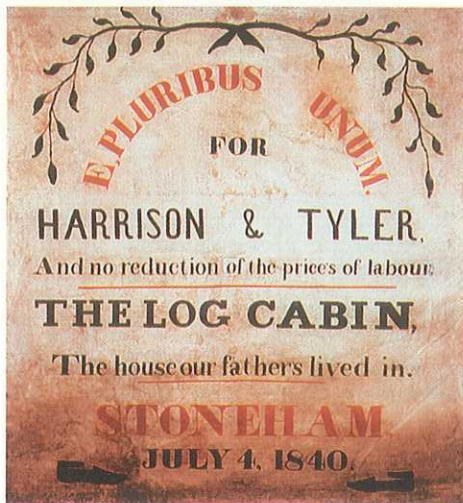 E. PLURIBUS UNUM.
FOR
HARRISON & TYLER.
And no reduction of the prices of labour.
THE LOG CABIN,
The house our fathers lived in.
STONEHAM
JULY 4, 1840.